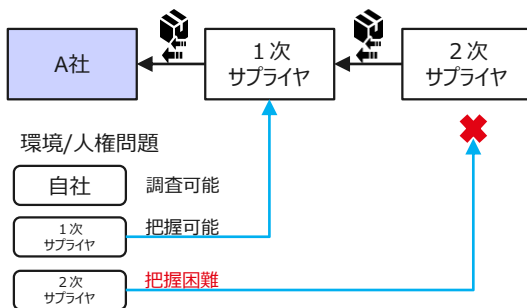 A社
1次
サプライヤ
2次
サプライヤ
環境/人権問題
自社
調査可能
1次
サプライヤ
把握可能
2次
サプライヤ
把握困難